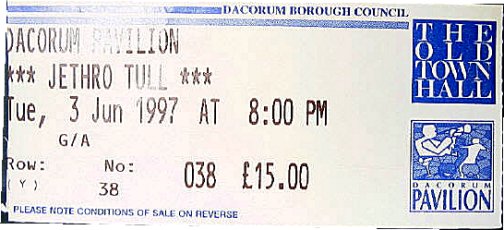 DACORUM BOROUGH COUNCIL
DACORUM PAVILION
*** JETHRO TULL ***
Tue, 3 Jun 1997 AT 8:00 PM
G/A
Row: No:
(Y) 38 038 £15.00
PLEASE NOTE CONDITIONS OF SALE ON REVERSE
THE
OLD
TOWN
HALL
DACORUM
PAVILION